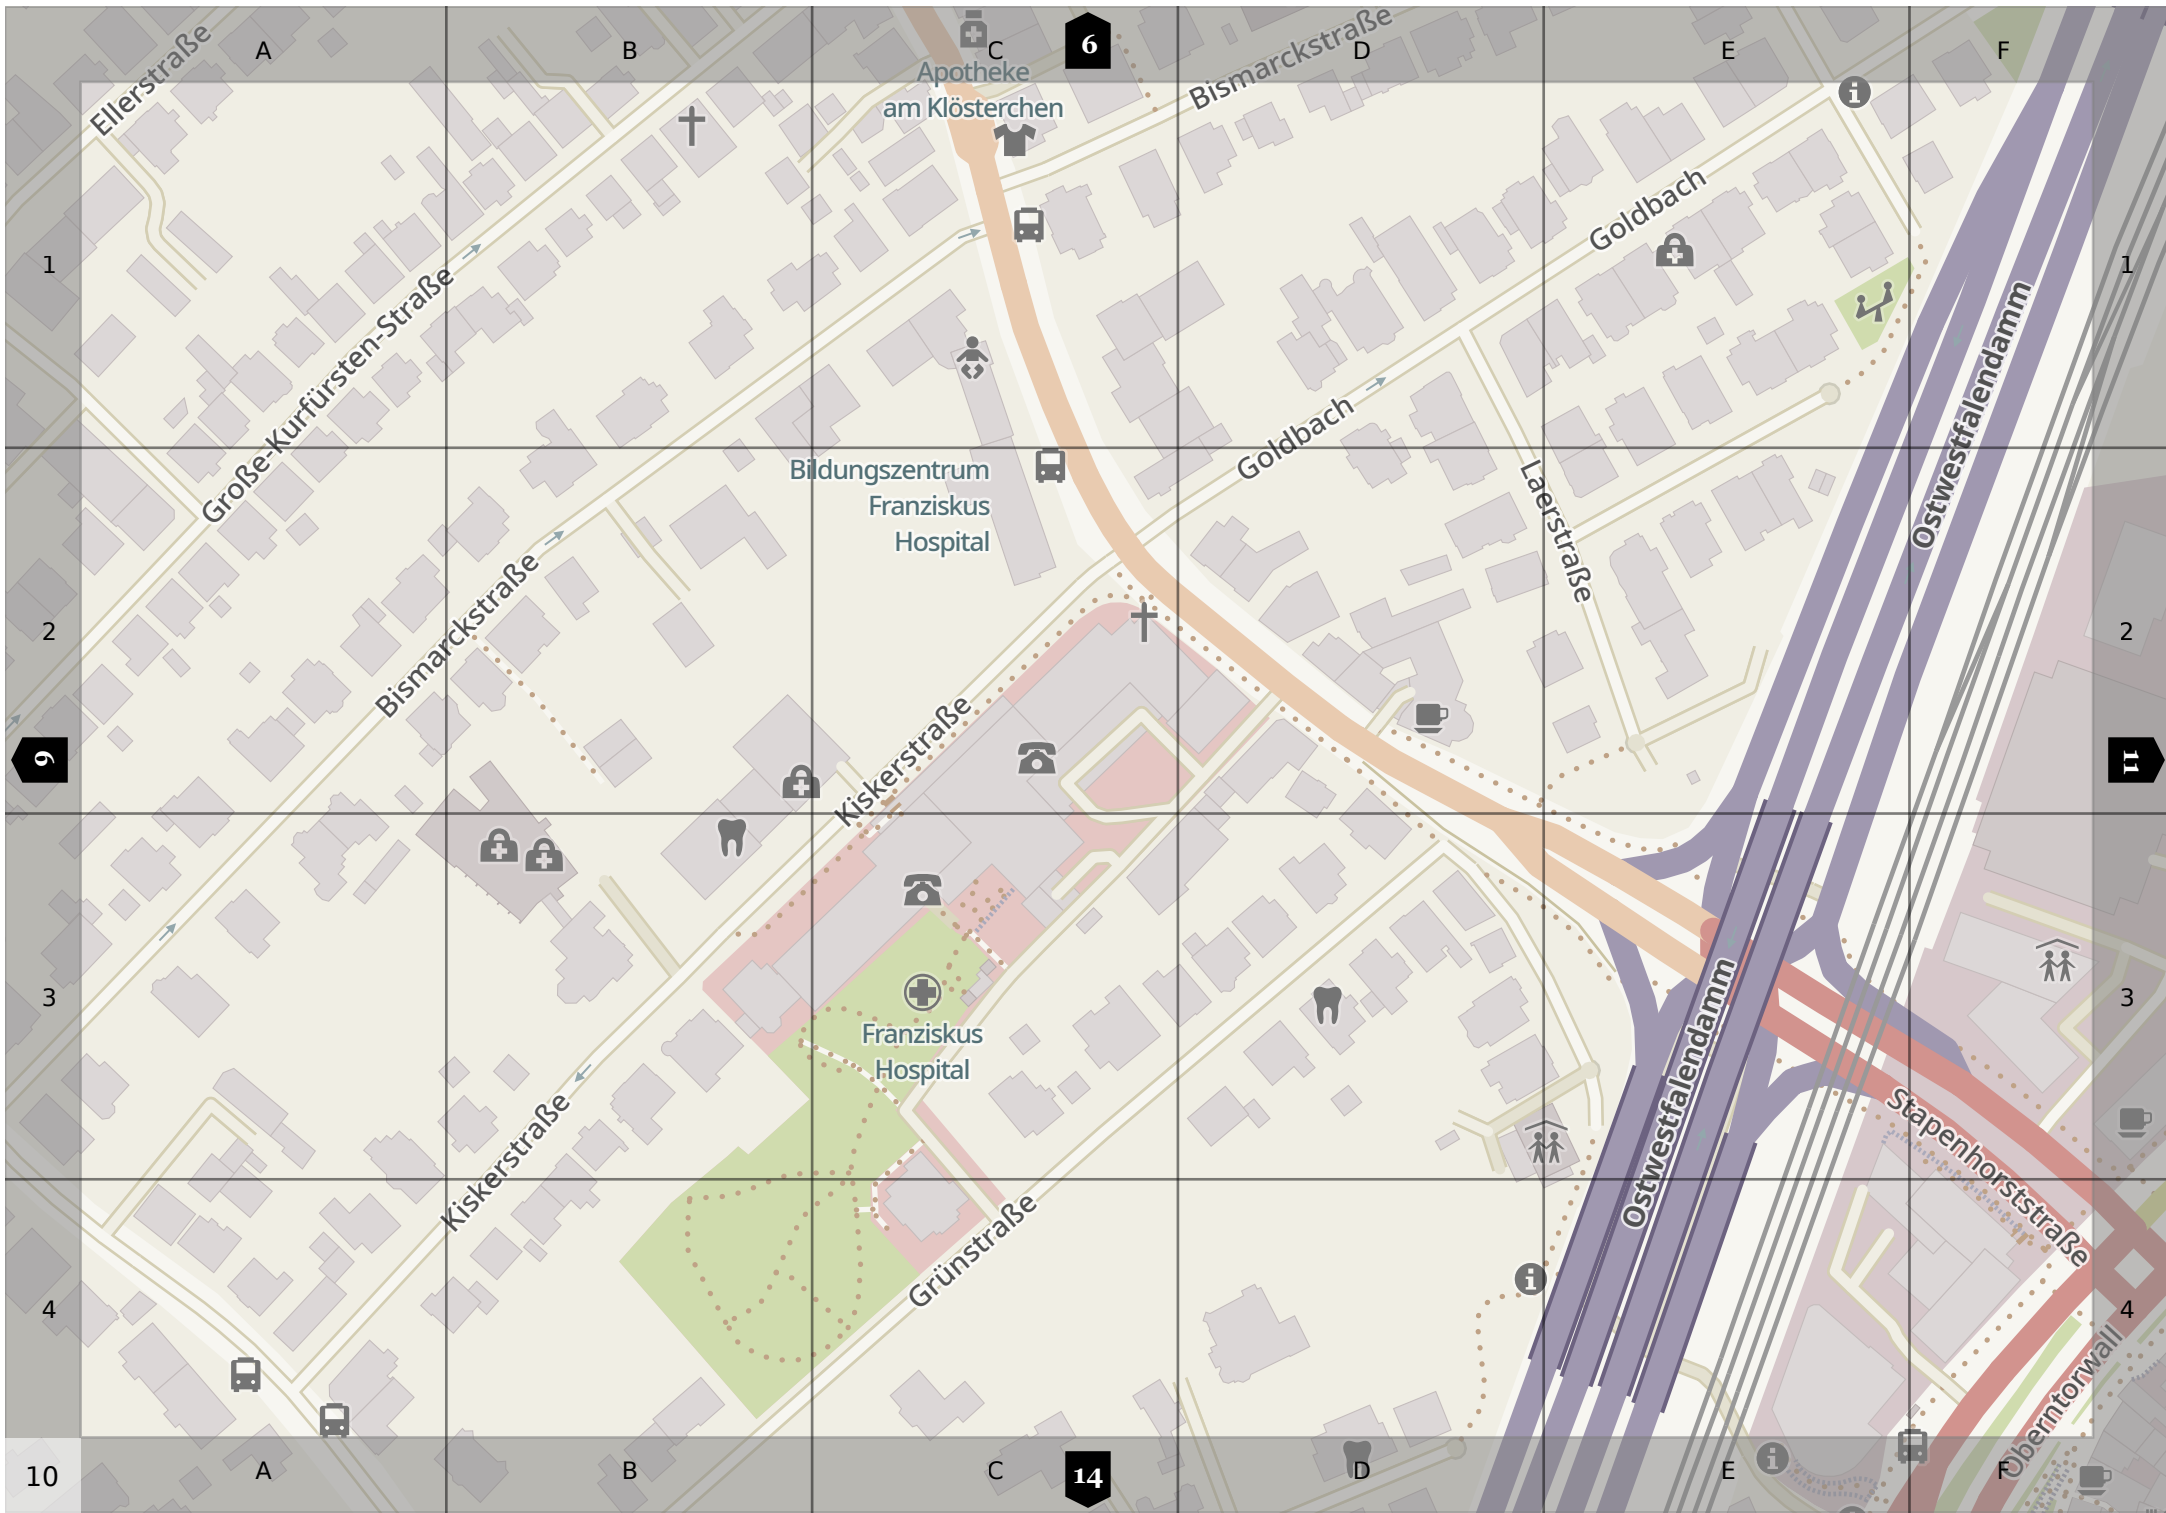 A
B
C
6
D
E
F
Ellerstraße
Bismarckstraße
Apotheke
am Klösterchen
Goldbach
1
1
Große-Kurfürsten-Straße
Ostwestfalendamm
Goldbach
Bildungszentrum
Franziskus
Hospital
Laerstraße
Ostwestfalendamm
2
2
Bismarckstraße
Kiskerstraße
9
11
3
3
Franziskus
Hospital
Ostwestfalendamm
Kiskerstraße
Stapenhorststraße
Grünstraße
4
4
Oberntorwall
10
A
B
C
14
D
E
F